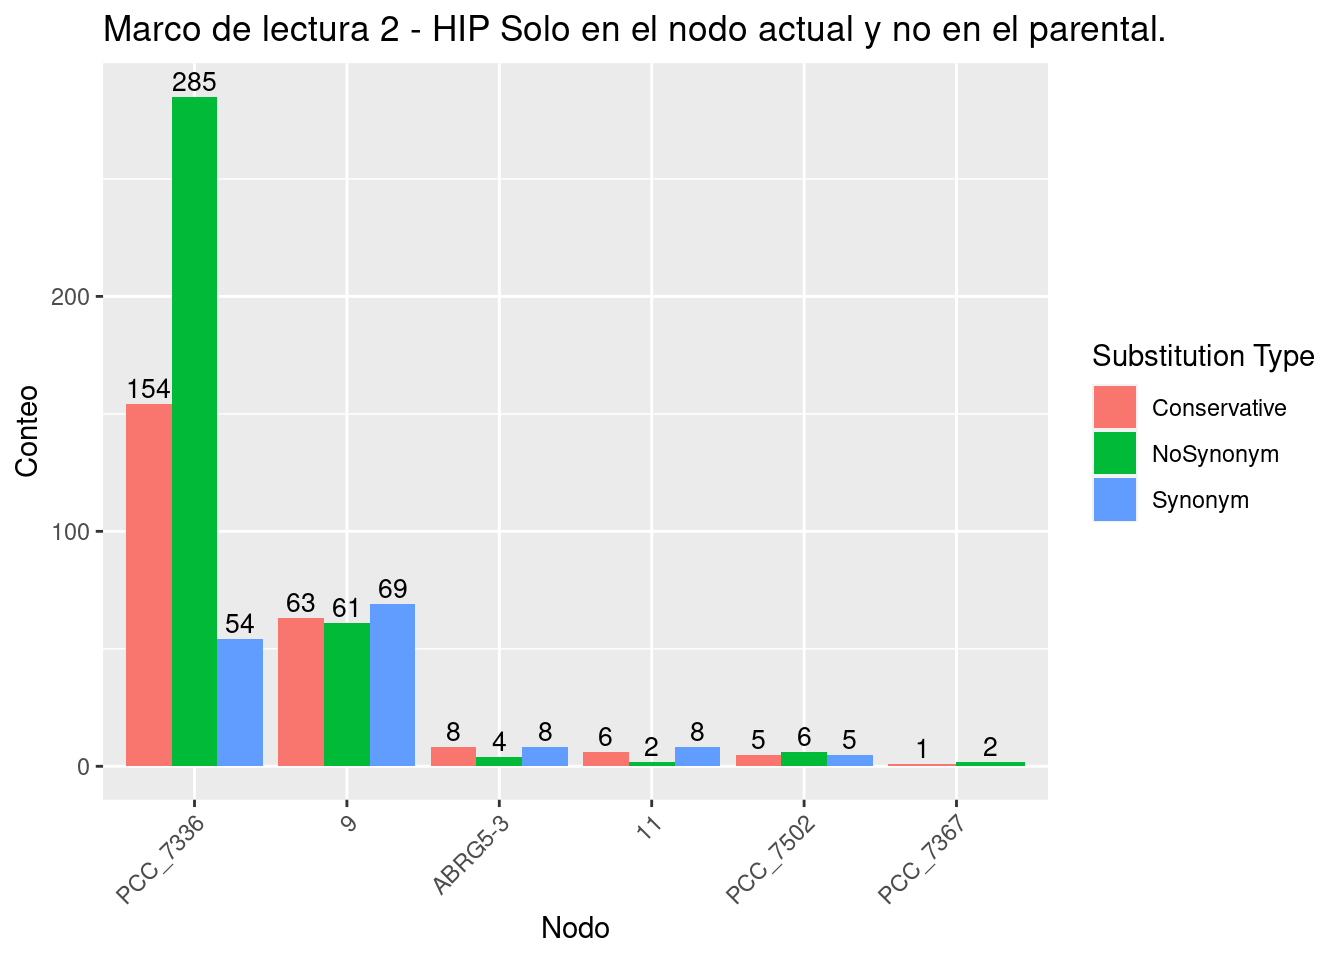 Marco de lectura 2 - HIP Solo en el nodo actual y no en el parental.
Conteo
200
100
0
154
285
54
63
61
69
8
4
8
6
2
8
5
6
5
1
2
PCC_7336
9
ABRG5-3
11
PCC_7502
PCC_7367
Nodo
Substitution Type
Conservative
NoSynonym
Synonym